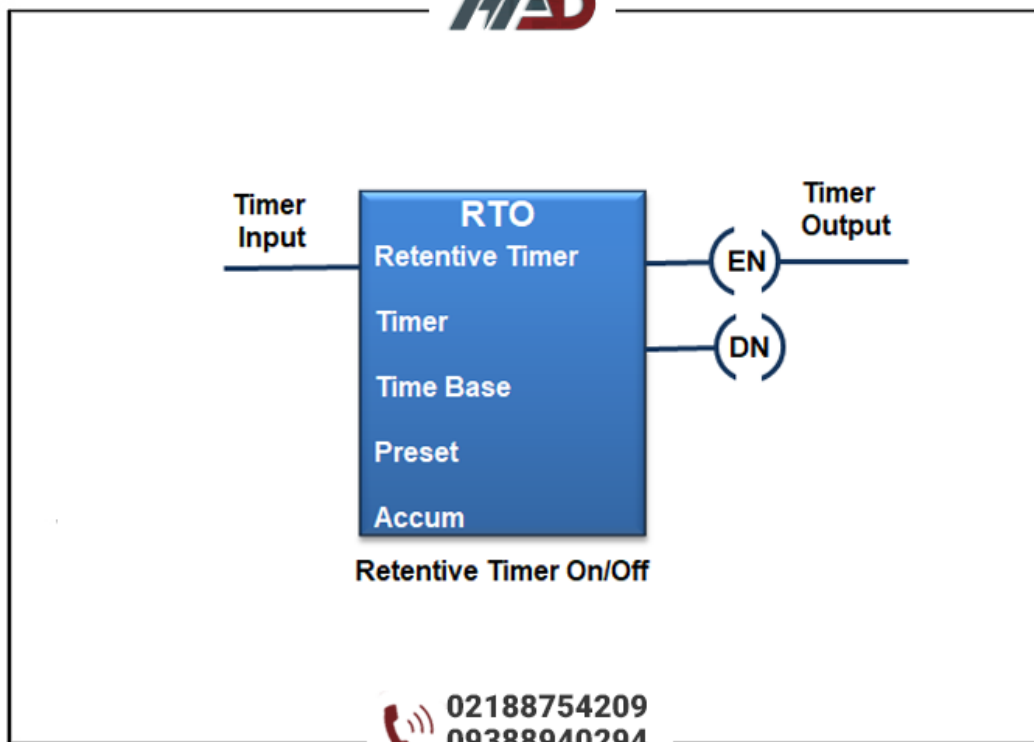 Timer
Input
RTO
Retentive Timer
Timer
Time Base
Preset
Accum
EN
DN
Timer
Output
Retentive Timer On/Off
02188754209
09388940294